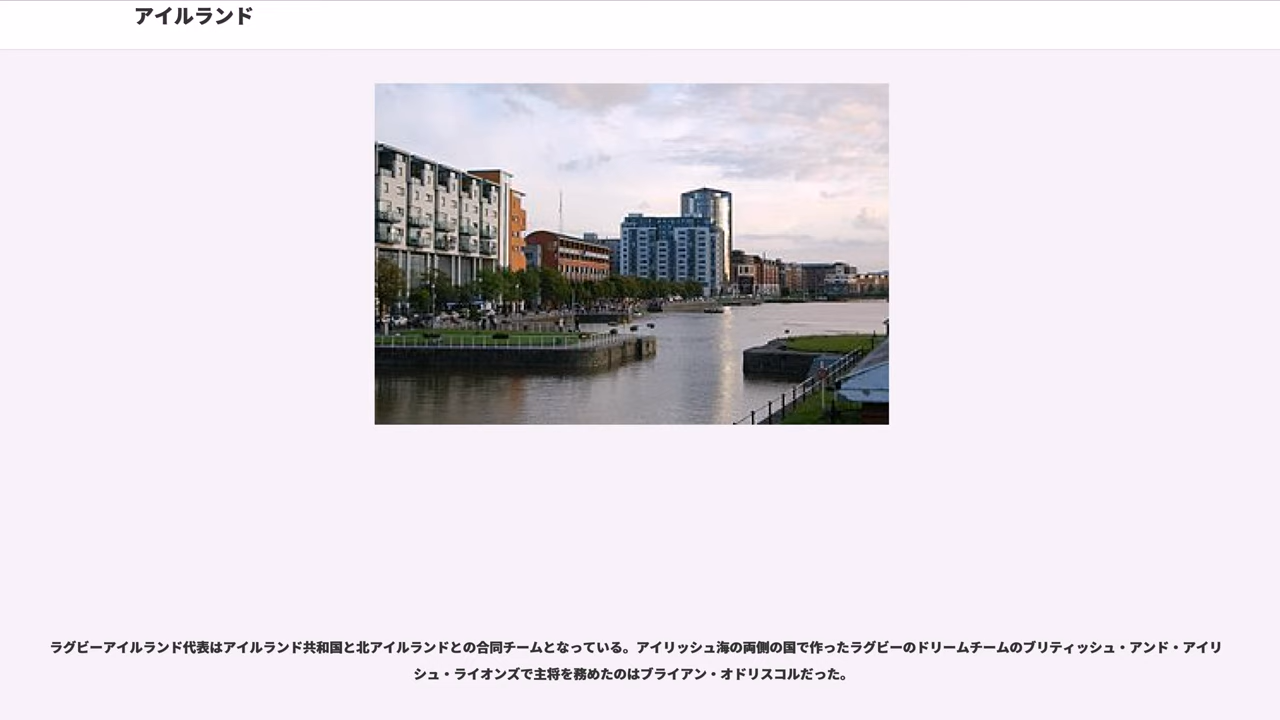 アイルランド
ラグビーアイルランド代表はアイルランド共和国と北アイルランドとの合同チームとなっている。アイリッシュ海の両側の国で作ったラグビーのドリームチームのブリティッシュ・アンド・アイリ
シュ・ライオンズで主将を務めたのはブライアン・オドリスコルだった。